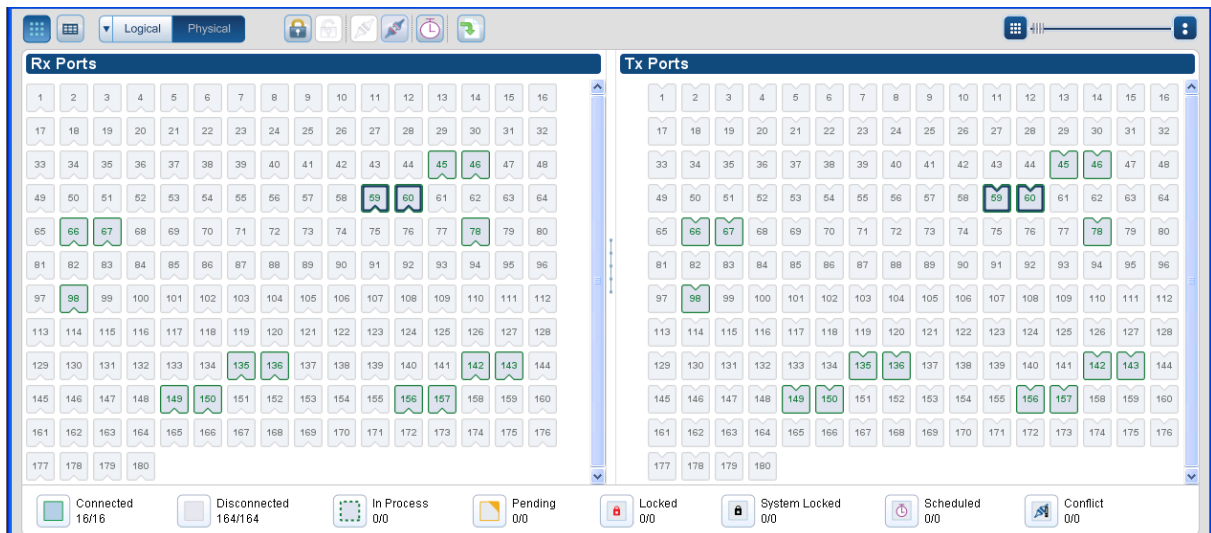 Logical Physical
Rx Ports Tx Ports
1 2 3 4 5 6 7 8 9 10 11 12 13 14 15 16 1 2 3 4 5 6 7 8 9 10 11 12 13 14 15 16
17 18 19 20 21 22 23 24 25 26 27 28 29 30 31 32 17 18 19 20 21 22 23 24 25 26 27 28 29 30 31 32
33 34 35 36 37 38 39 40 41 42 43 44 45 46 47 48 33 34 35 36 37 38 39 40 41 42 43 44 45 46 47 48
49 50 51 52 53 54 55 56 57 58 59 60 61 62 63 64 49 50 51 52 53 54 55 56 57 58 59 60 61 62 63 64
65 66 67 68 69 70 71 72 73 74 75 76 77 78 79 80 65 66 67 68 69 70 71 72 73 74 75 76 77 78 79 80
81 82 83 84 85 86 87 88 89 90 91 92 93 94 95 96 81 82 83 84 85 86 87 88 89 90 91 92 93 94 95 96
97 98 99 100 101 102 103 104 105 106 107 108 109 110 111 112 97 98 99 100 101 102 103 104 105 106 107 108 109 110 111 112
113 114 115 116 117 118 119 120 121 122 123 124 125 126 127 128 113 114 115 116 117 118 119 120 121 122 123 124 125 126 127 128
129 130 131 132 133 134 135 136 137 138 139 140 141 142 143 144 129 130 131 132 133 134 135 136 137 138 139 140 141 142 143 144
145 146 147 148 149 150 151 152 153 154 155 156 157 158 159 160 145 146 147 148 149 150 151 152 153 154 155 156 157 158 159 160
161 162 163 164 165 166 167 168 169 170 171 172 173 174 175 176 161 162 163 164 165 166 167 168 169 170 171 172 173 174 175 176
177 178 179 180 177 178 179 180
Connected Disconnected In Process Pending Locked System Locked Scheduled Conflict
16/16 164/164 0/0 0/0 0/0 0/0 0/0 0/0